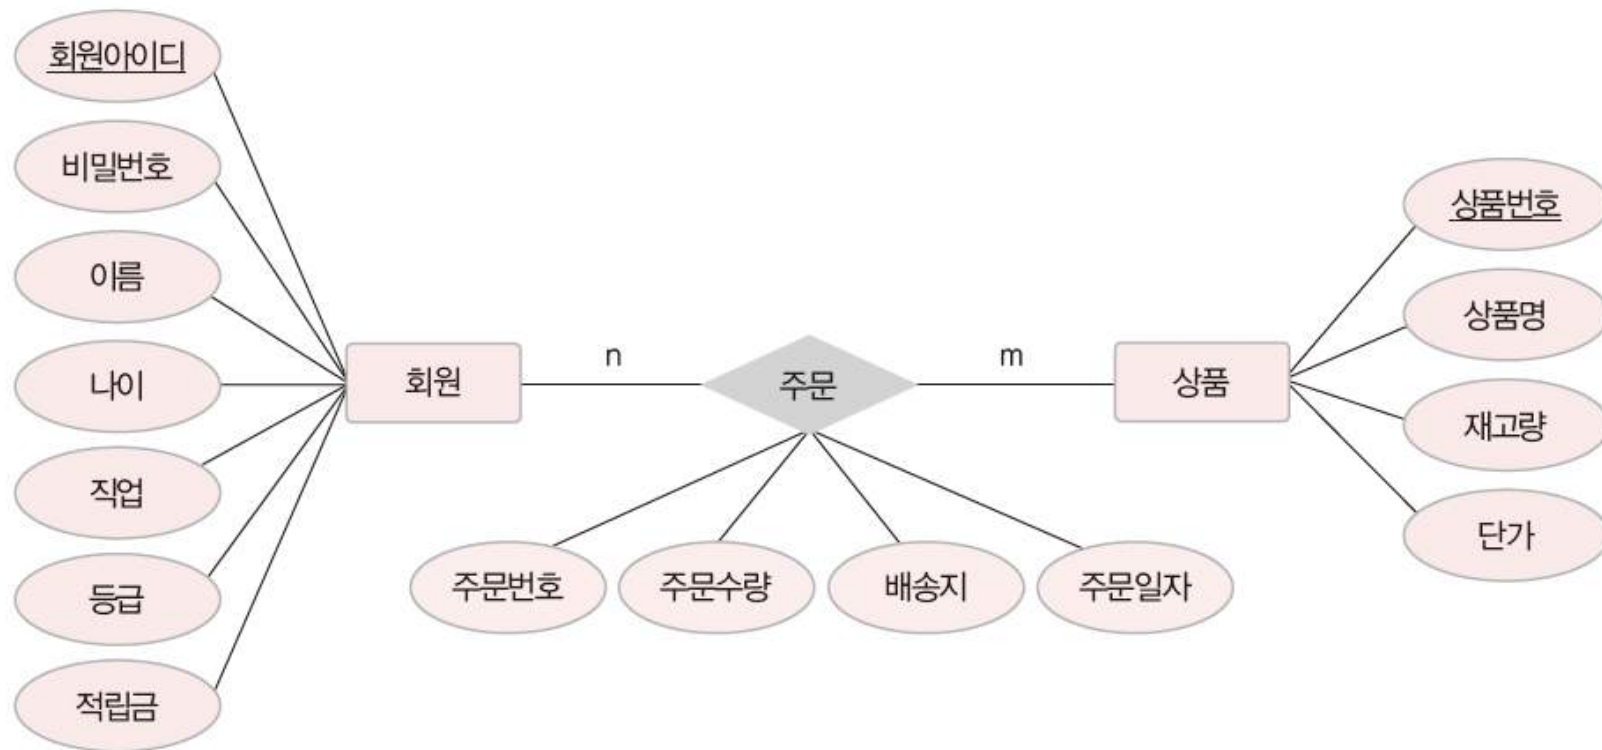 회원아이디
비밀번호
이름
나이
직업
등급
적립금
회원
n
주문
m
상품
주문번호
주문수량
배송지
주문일자
상품번호
상품명
재고량
단가